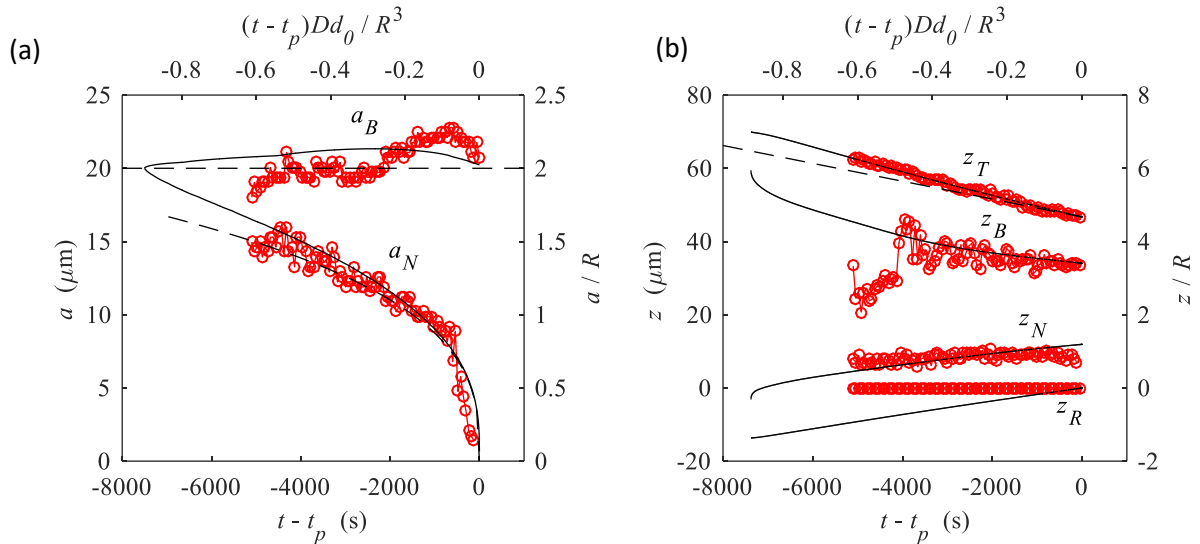 (a)
(t - t_p)Dd_0 / R^3
-0.8 -0.6 -0.4 -0.2 0
25 20 15 10 5 0
a (μm)
a_B
a_N
2.5 2 1.5 1 0.5 0
a / R
-8000 -6000 -4000 -2000 0
t - t_p (s)
(b)
(t - t_p)Dd_0 / R^3
-0.8 -0.6 -0.4 -0.2 0
80 60 40 20 0 -20
z (μm)
z_T
z_B
z_N
z_R
8 6 4 2 0 -2
z / R
-8000 -6000 -4000 -2000 0
t - t_p (s)